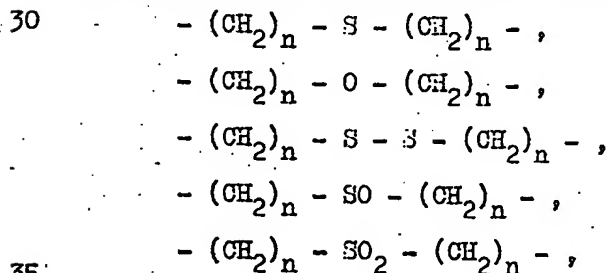 30 - (CH₂)ₙ - S - (CH₂)ₙ - ,
- (CH₂)ₙ - O - (CH₂)ₙ - ,
- (CH₂)ₙ - S - S - (CH₂)ₙ - ,
- (CH₂)ₙ - SO - (CH₂)ₙ - ,
35 - (CH₂)ₙ - SO₂ - (CH₂)ₙ - ,